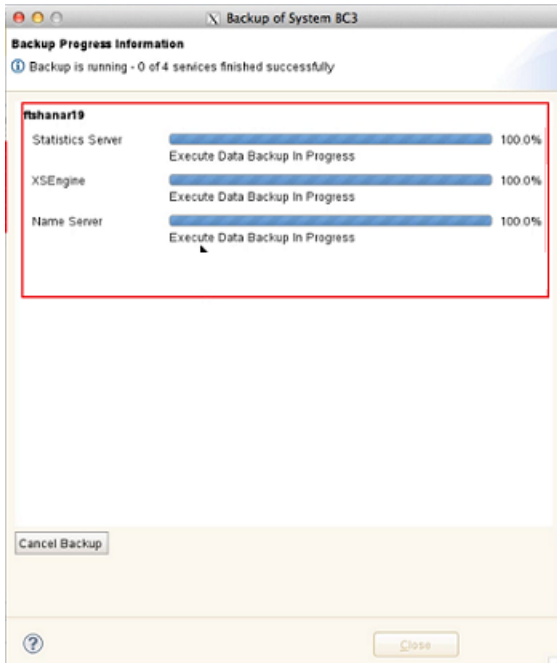 Backup of System BC3
Backup Progress Information
Backup is running - 0 of 4 services finished successfully
ftshanar19
Statistics Server 100.0%
Execute Data Backup In Progress
XSEngine 100.0%
Execute Data Backup In Progress
Name Server 100.0%
Execute Data Backup In Progress
Cancel Backup
Close